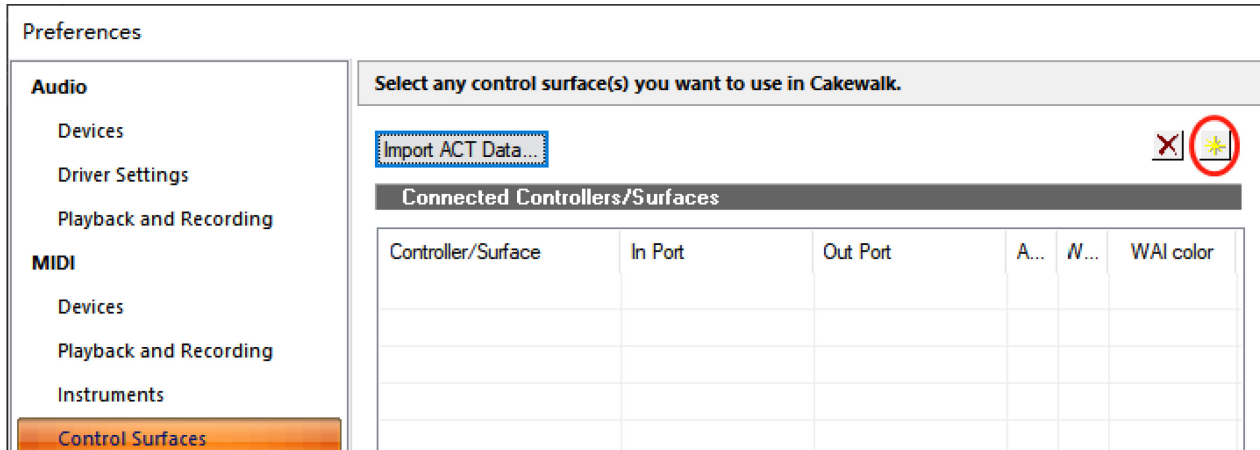 Preferences
Audio
Devices
Driver Settings
Playback and Recording
MIDI
Devices
Playback and Recording
Instruments
Control Surfaces
Select any control surface(s) you want to use in Cakewalk.
Import ACT Data...
Connected Controllers/Surfaces
Controller/Surface In Port Out Port A... W... WAI color